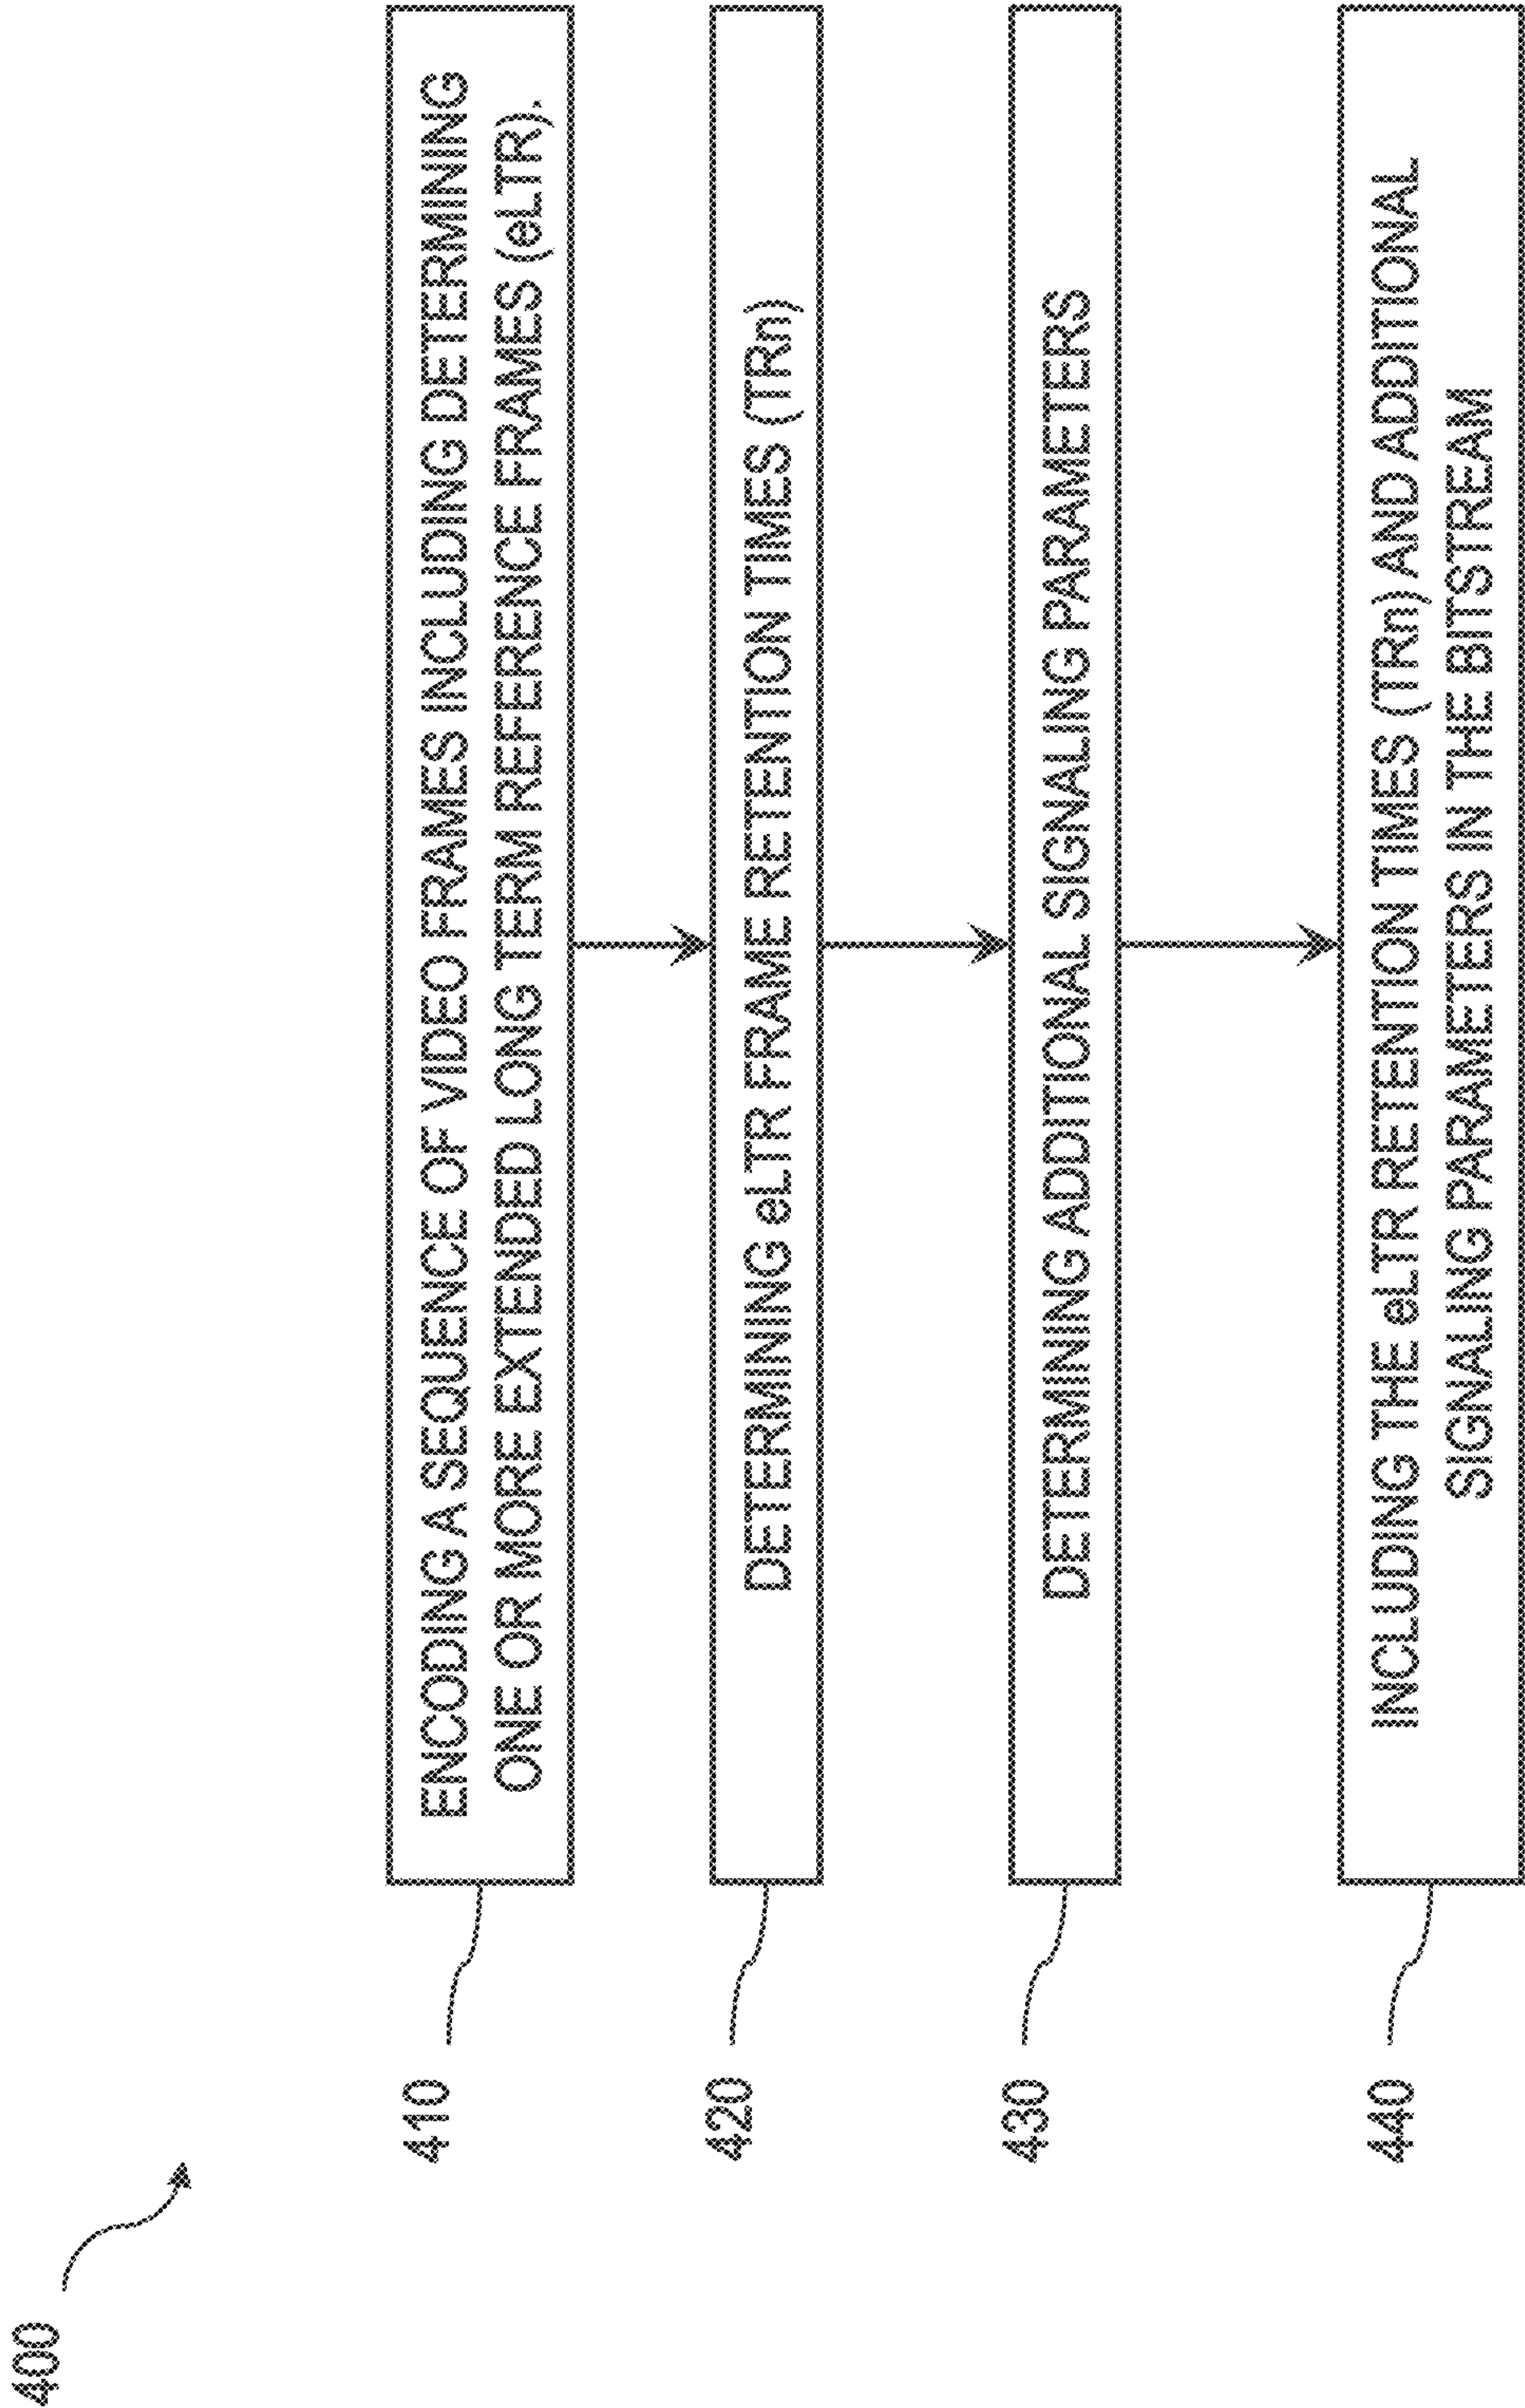 400
410
ENCODING A SEQUENCE OF VIDEO FRAMES INCLUDING DETERMINING
ONE OR MORE EXTENDED LONG TERM REFERENCE FRAMES (eLTR).
420
DETERMINING eLTR FRAME RETENTION TIMES (TRn)
430
DETERMINING ADDITIONAL SIGNALING PARAMETERS
440
INCLUDING THE eLTR RETENTION TIMES (TRn) AND ADDITIONAL
SIGNALING PARAMETERS IN THE BITSTREAM